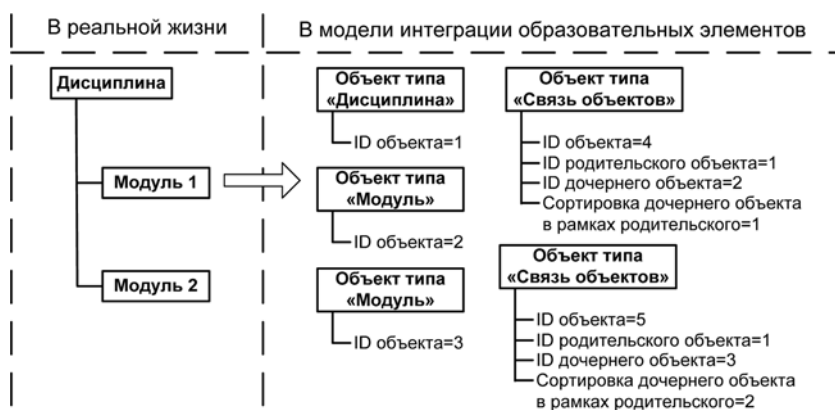 В реальной жизни
В модели интеграции образовательных элементов
Дисциплина
Модуль 1
Модуль 2
Объект типа
«Дисциплина»
ID объекта=1
Объект типа
«Модуль»
ID объекта=2
Объект типа
«Модуль»
ID объекта=3
Объект типа
«Связь объектов»
ID объекта=4
ID родительского объекта=1
ID дочернего объекта=2
Сортировка дочернего объекта
в рамках родительского=1
Объект типа
«Связь объектов»
ID объекта=5
ID родительского объекта=1
ID дочернего объекта=3
Сортировка дочернего объекта
в рамках родительского=2